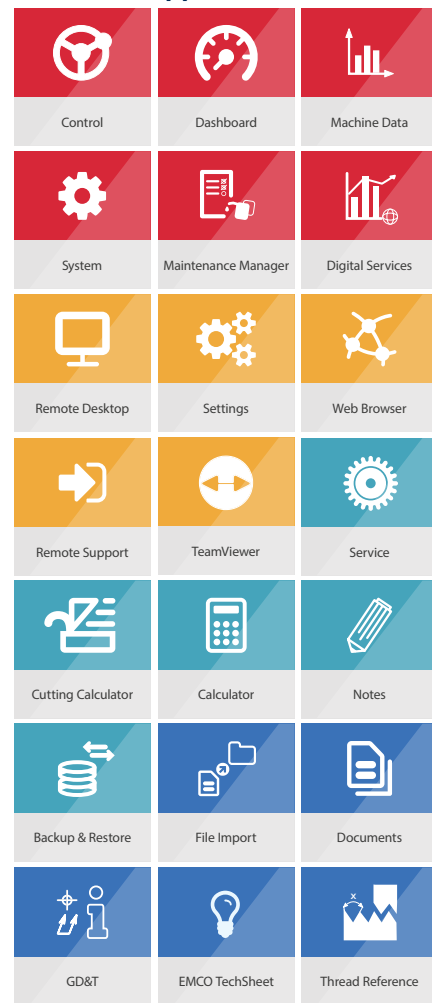 Control
Dashboard
Machine Data
System
Maintenance Manager
Digital Services
Remote Desktop
Settings
Web Browser
Remote Support
TeamViewer
Service
Cutting Calculator
Calculator
Notes
Backup & Restore
File Import
Documents
GD&T
EMCO TechSheet
x
Thread Reference